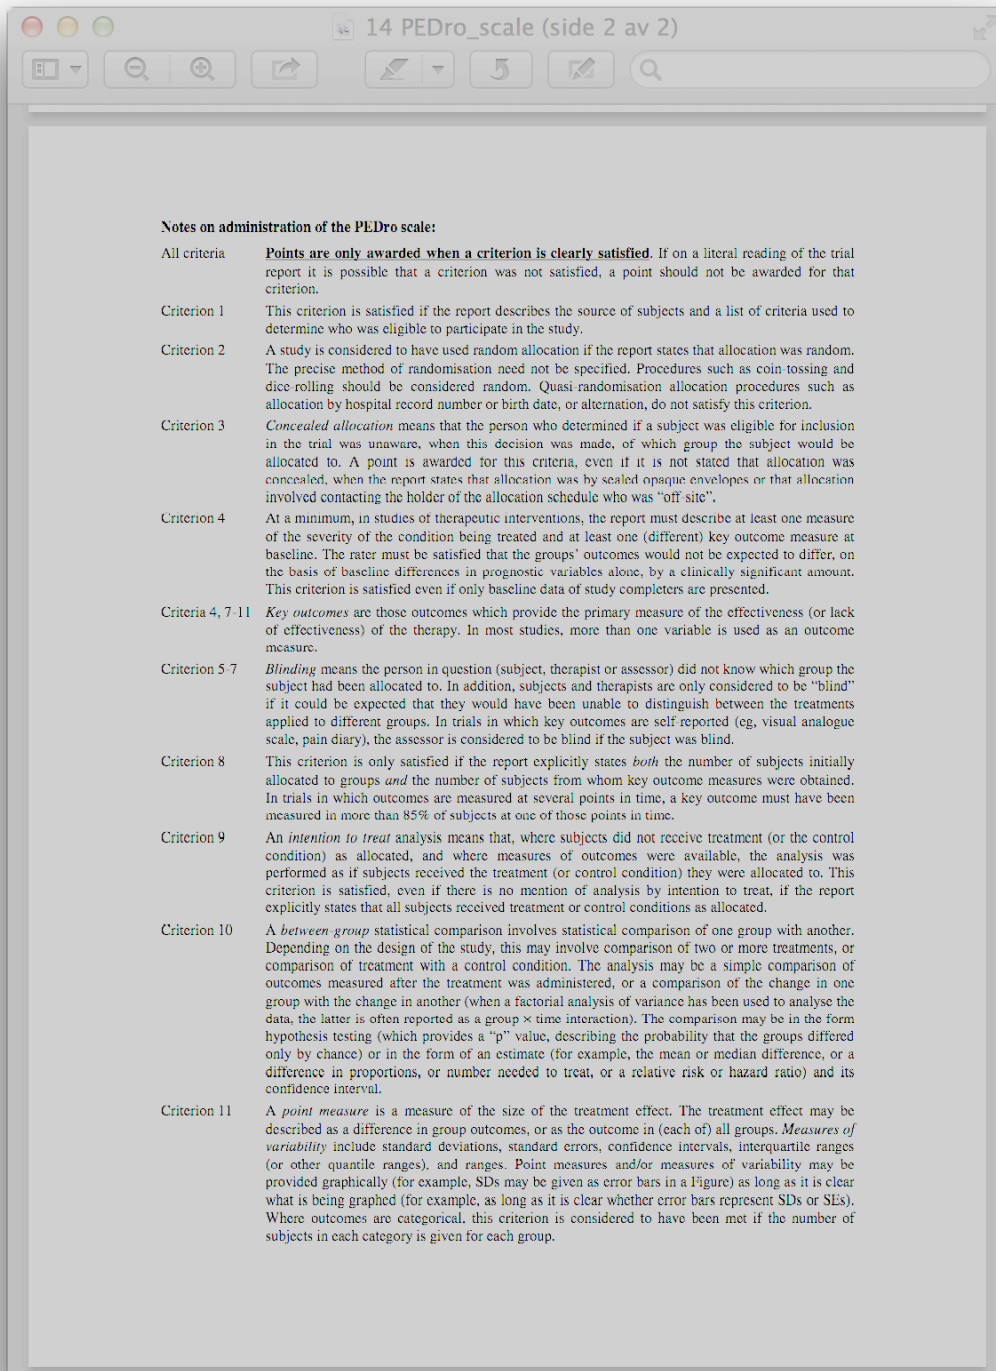 14 PEDro_scale (side 2 av 2)
Notes on administration of the PEDro scale:
All criteria Points are only awarded when a criterion is clearly satisfied. If on a literal reading of the trial
report it is possible that a criterion was not satisfied, a point should not be awarded for that
criterion.
Criterion 1 This criterion is satisfied if the report describes the source of subjects and a list of criteria used to
determine who was eligible to participate in the study.
Criterion 2 A study is considered to have used random allocation if the report states that allocation was random.
The precise method of randomisation need not be specified. Procedures such as coin-tossing and
dice-rolling should be considered random. Quasi-randomisation allocation procedures such as
allocation by hospital record number or birth date, or alternation, do not satisfy this criterion.
Criterion 3 Concealed allocation means that the person who determined if a subject was eligible for inclusion
in the trial was unaware, when this decision was made, of which group the subject would be
allocated to. A point is awarded for this criteria, even if it is not stated that allocation was
concealed, when the report states that allocation was by sealed opaque envelopes or that allocation
involved contacting the holder of the allocation schedule who was “off-site”.
Criterion 4 At a minimum, in studies of therapeutic interventions, the report must describe at least one measure
of the severity of the condition being treated and at least one (different) key outcome measure at
baseline. The rater must be satisfied that the groups’ outcomes would not be expected to differ, on
the basis of baseline differences in prognostic variables alone, by a clinically significant amount.
This criterion is satisfied even if only baseline data of study completers are presented.
Criteria 4, 7-11 Key outcomes are those outcomes which provide the primary measure of the effectiveness (or lack
of effectiveness) of the therapy. In most studies, more than one variable is used as an outcome
measure.
Criterion 5-7 Blinding means the person in question (subject, therapist or assessor) did not know which group the
subject had been allocated to. In addition, subjects and therapists are only considered to be “blind”
if it could be expected that they would have been unable to distinguish between the treatments
applied to different groups. In trials in which key outcomes are self-reported (eg, visual analogue
scale, pain diary), the assessor is considered to be blind if the subject was blind.
Criterion 8 This criterion is only satisfied if the report explicitly states both the number of subjects initially
allocated to groups and the number of subjects from whom key outcome measures were obtained.
In trials in which outcomes are measured at several points in time, a key outcome must have been
measured in more than 85% of subjects at one of those points in time.
Criterion 9 An intention to treat analysis means that, where subjects did not receive treatment (or the control
condition) as allocated, and where measures of outcomes were available, the analysis was
performed as if subjects received the treatment (or control condition) they were allocated to. This
criterion is satisfied, even if there is no mention of analysis by intention to treat, if the report
explicitly states that all subjects received treatment or control conditions as allocated.
Criterion 10 A between-group statistical comparison involves statistical comparison of one group with another.
Depending on the design of the study, this may involve comparison of two or more treatments, or
comparison of treatment with a control condition. The analysis may be a simple comparison of
outcomes measured after the treatment was administered, or a comparison of the change in one
group with the change in another (when a factorial analysis of variance has been used to analyse the
data, the latter is often reported as a group × time interaction). The comparison may be in the form
hypothesis testing (which provides a “p” value, describing the probability that the groups differed
only by chance) or in the form of an estimate (for example, the mean or median difference, or a
difference in proportions, or number needed to treat, or a relative risk or hazard ratio) and its
confidence interval.
Criterion 11 A point measure is a measure of the size of the treatment effect. The treatment effect may be
described as a difference in group outcomes, or as the outcome in (each of) all groups. Measures of
variability include standard deviations, standard errors, confidence intervals, interquartile ranges
(or other quantile ranges), and ranges. Point measures and/or measures of variability may be
provided graphically (for example, SDs may be given as error bars in a Figure) as long as it is clear
what is being graphed (for example, as long as it is clear whether error bars represent SDs or SEs).
Where outcomes are categorical, this criterion is considered to have been met if the number of
subjects in each category is given for each group.